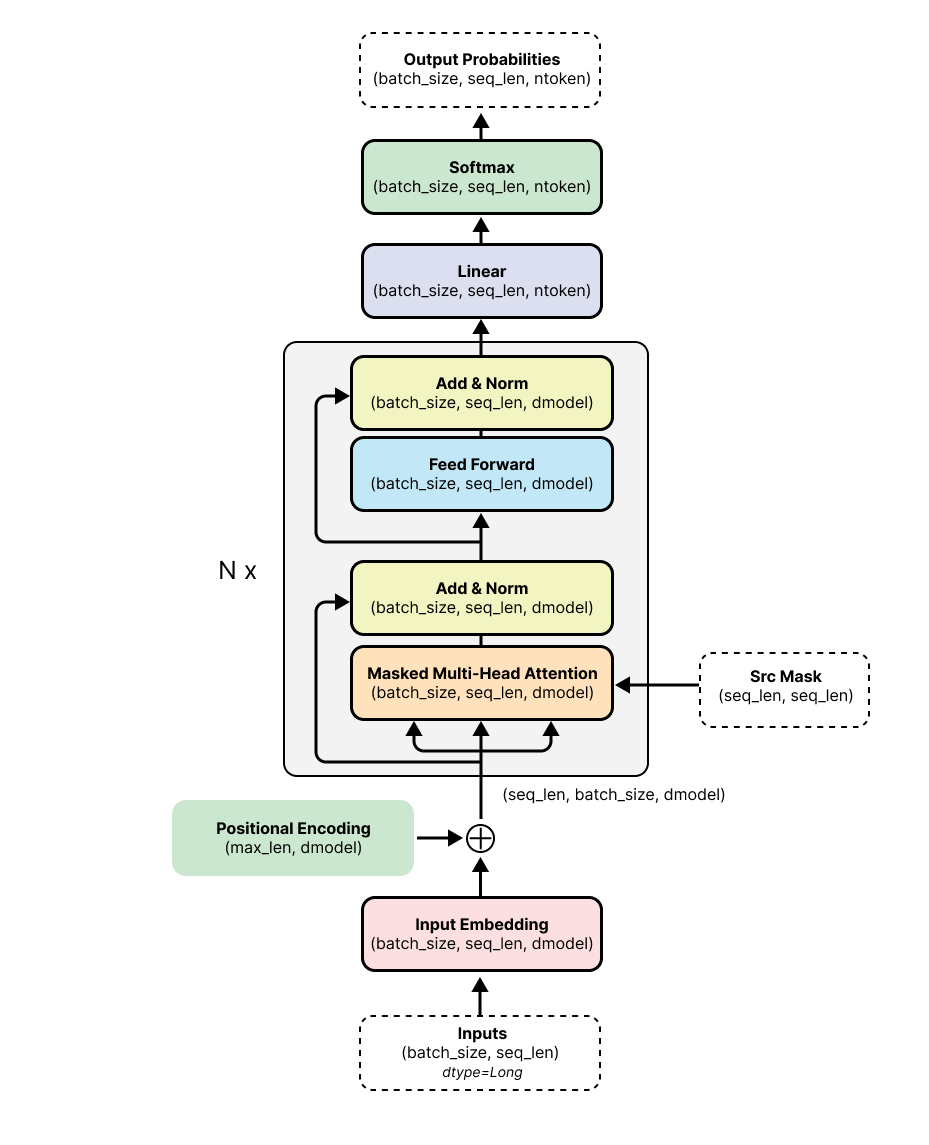 Output Probabilities
(batch_size, seq_len, ntoken)
Softmax
(batch_size, seq_len, ntoken)
Linear
(batch_size, seq_len, ntoken)
Add & Norm
(batch_size, seq_len, dmodel)
Feed Forward
(batch_size, seq_len, dmodel)
N x
Add & Norm
(batch_size, seq_len, dmodel)
Masked Multi-Head Attention
(batch_size, seq_len, dmodel)
Src Mask
(seq_len, seq_len)
(seq_len, batch_size, dmodel)
Positional Encoding
(max_len, dmodel)
Input Embedding
(batch_size, seq_len, dmodel)
Inputs
(batch_size, seq_len)
dtype=Long